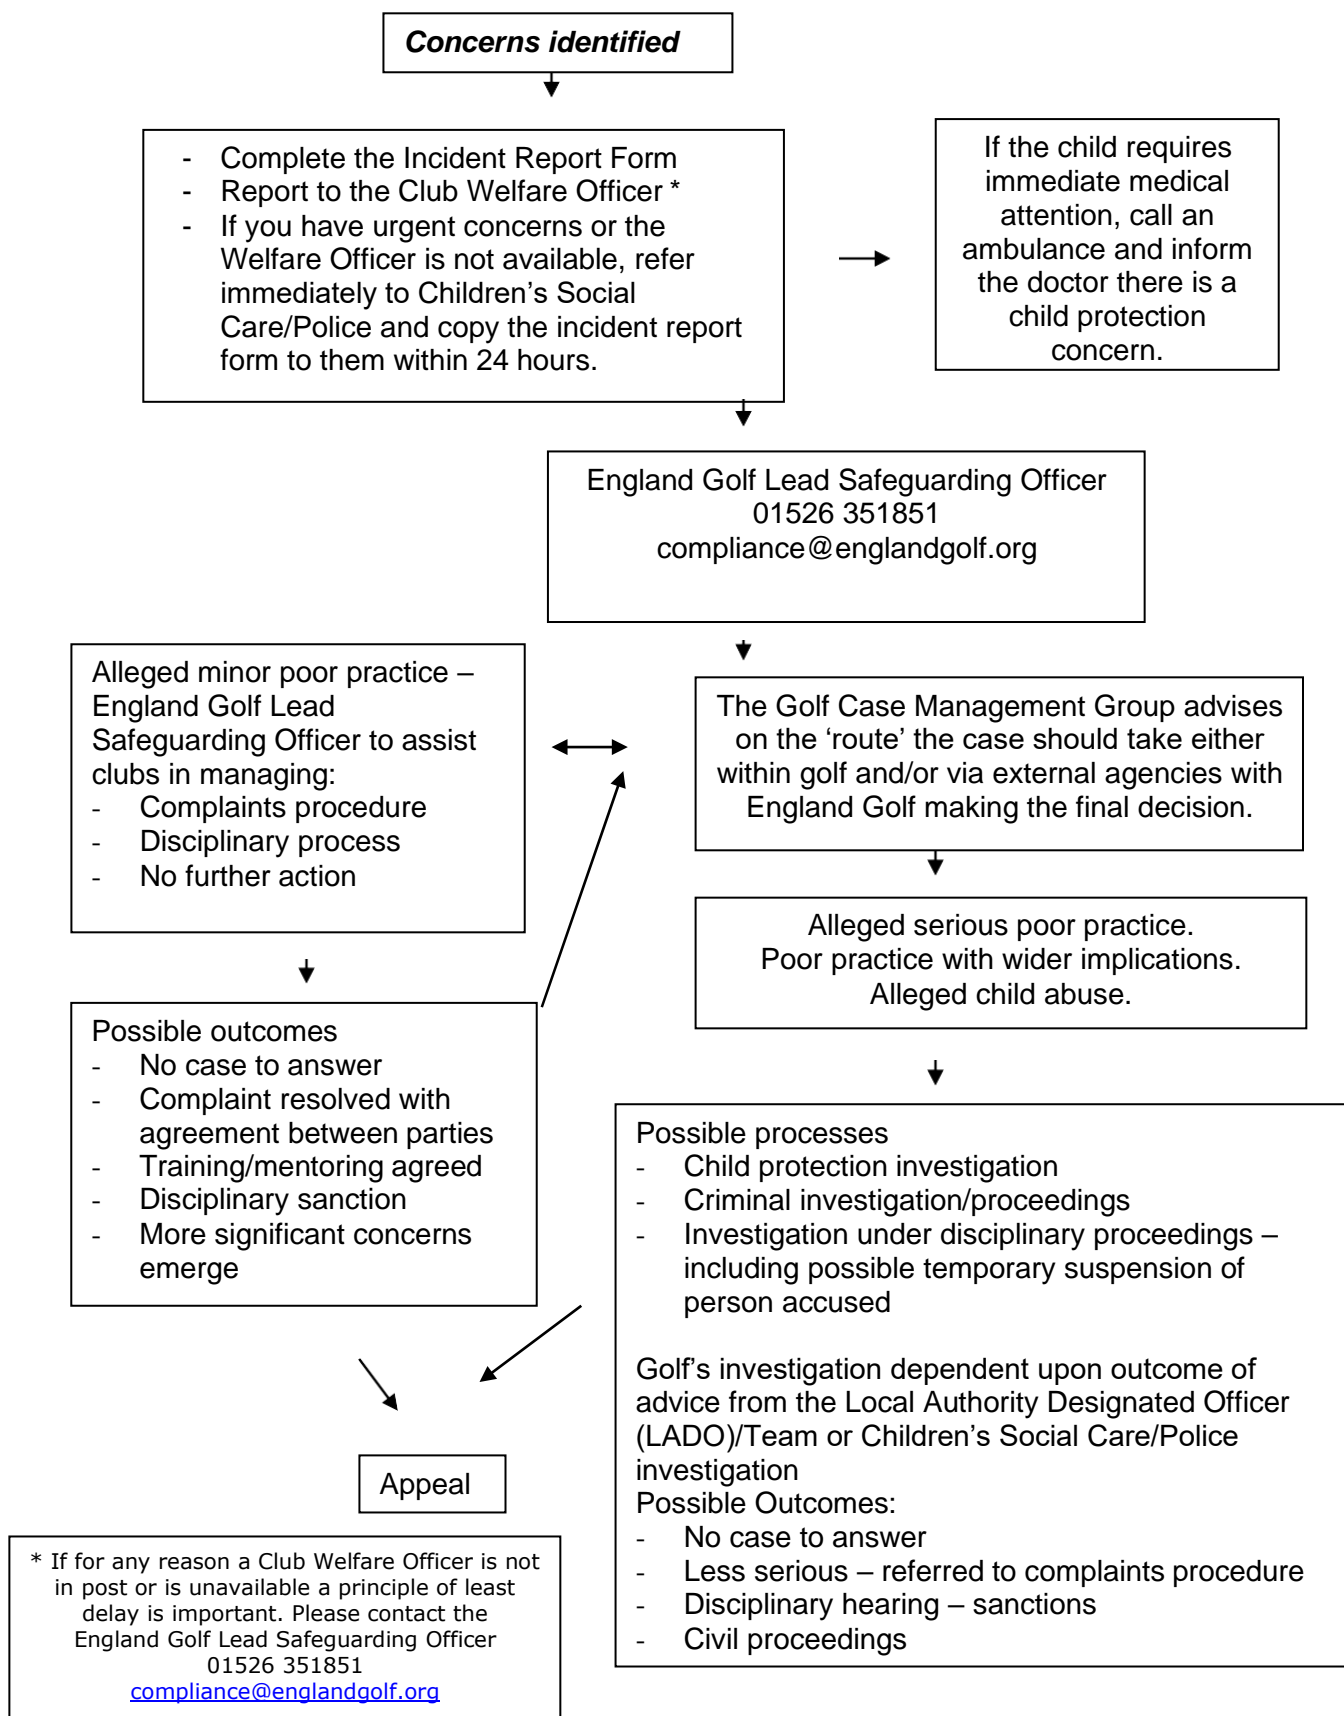 Concerns identified
- Complete the Incident Report Form
- Report to the Club Welfare Officer *
- If you have urgent concerns or the
Welfare Officer is not available, refer
immediately to Children’s Social
Care/Police and copy the incident report
form to them within 24 hours.
If the child requires
immediate medical
attention, call an
ambulance and inform
the doctor there is a
child protection
concern.
England Golf Lead Safeguarding Officer
01526 351851
compliance@englandgolf.org
Alleged minor poor practice –
England Golf Lead
Safeguarding Officer to assist
clubs in managing:
- Complaints procedure
- Disciplinary process
- No further action
The Golf Case Management Group advises
on the ‘route’ the case should take either
within golf and/or via external agencies with
England Golf making the final decision.
Alleged serious poor practice.
Poor practice with wider implications.
Alleged child abuse.
Possible outcomes
- No case to answer
- Complaint resolved with
agreement between parties
- Training/mentoring agreed
- Disciplinary sanction
- More significant concerns
emerge
Possible processes
- Child protection investigation
- Criminal investigation/proceedings
- Investigation under disciplinary proceedings –
including possible temporary suspension of
person accused
Golf’s investigation dependent upon outcome of
advice from the Local Authority Designated Officer
(LADO)/Team or Children’s Social Care/Police
investigation
Possible Outcomes:
- No case to answer
- Less serious – referred to complaints procedure
- Disciplinary hearing – sanctions
- Civil proceedings
Appeal
* If for any reason a Club Welfare Officer is not
in post or is unavailable a principle of least
delay is important. Please contact the
England Golf Lead Safeguarding Officer
01526 351851
compliance@englandgolf.org